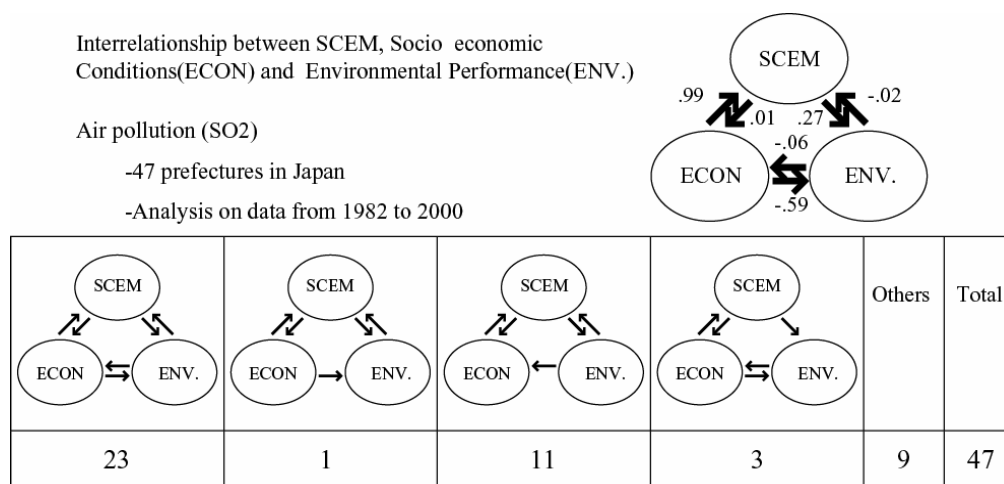 Interrelationship between SCEM, Socio economic
Conditions(ECON) and Environmental Performance(ENV.)
Air pollution (SO2)
-47 prefectures in Japan
-Analysis on data from 1982 to 2000
SCEM
.99
.01
.27
-.02
-.06
ECON
ENV.
-.59
SCEM
ECON
ENV.
SCEM
ECON
ENV.
SCEM
ECON
ENV.
SCEM
ECON
ENV.
Others
Total
23
1
11
3
9
47